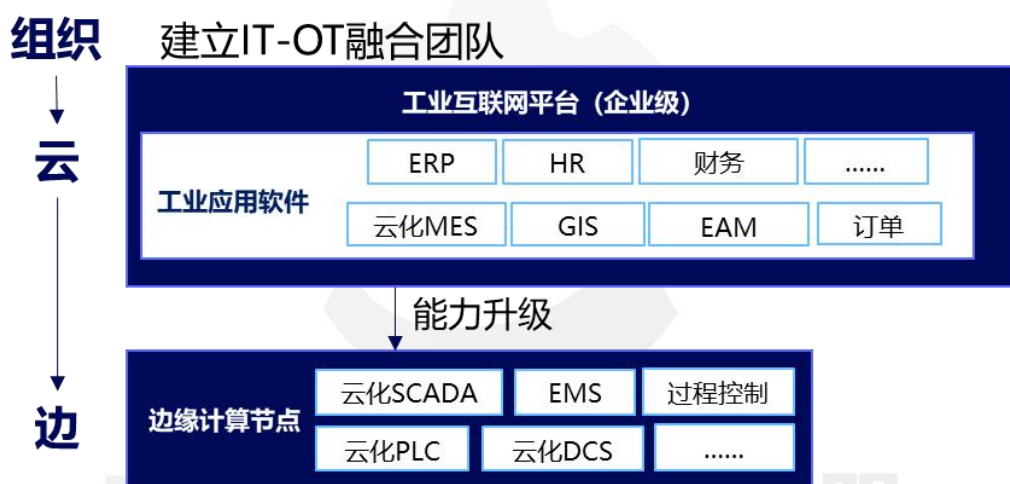 组织 建立IT-OT融合团队
工业互联网平台（企业级）
云
工业应用软件
ERP HR 财务 ......
云化MES GIS EAM 订单
能力升级
边
边缘计算节点
云化SCADA EMS 过程控制
云化PLC 云化DCS ......